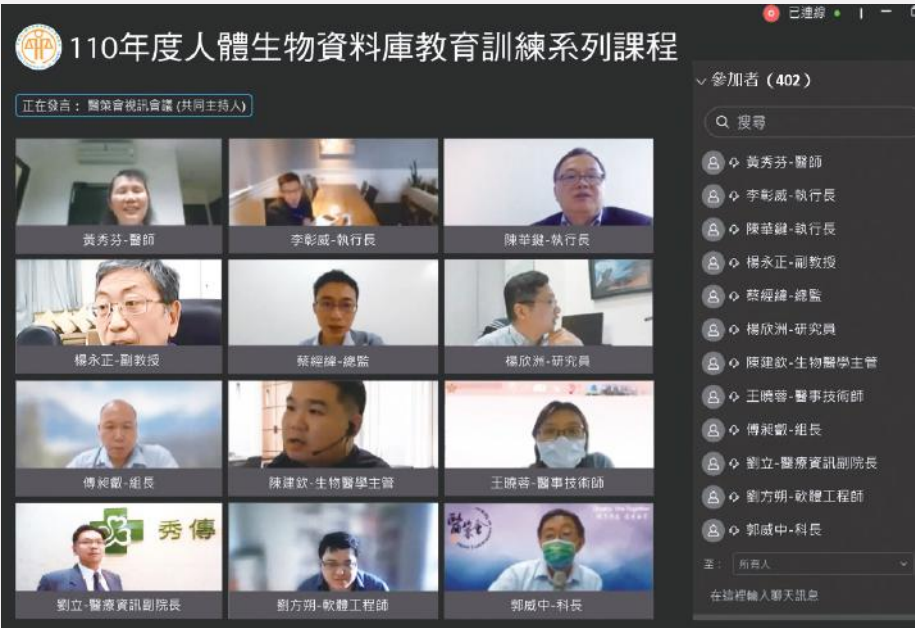 已連線
110年度人體生物資料庫教育訓練系列課程
正在發言： 醫策會視訊會議 (共同主持人)
黃秀芬-醫師
李彰威-執行長
陳華鍵-執行長
楊永正-副教授
蔡經緯-總監
楊欣洲-研究員
傅昶叡-組長
陳建欽-生物醫學主管
王曉蓉-醫事技術師
秀傳
醫策會
劉立-醫療資訊副院長
劉方朔-軟體工程師
郭威中-科長
參加者（402）
搜尋
黃秀芬-醫師
李彰威-執行長
陳華鍵-執行長
楊永正-副教授
蔡經緯-總監
楊欣洲-研究員
陳建欽-生物醫學主管
王曉蓉-醫事技術師
傅昶叡-組長
劉立-醫療資訊副院長
劉方朔-軟體工程師
郭威中-科長
至： 所有人
在這裡輸入聊天訊息